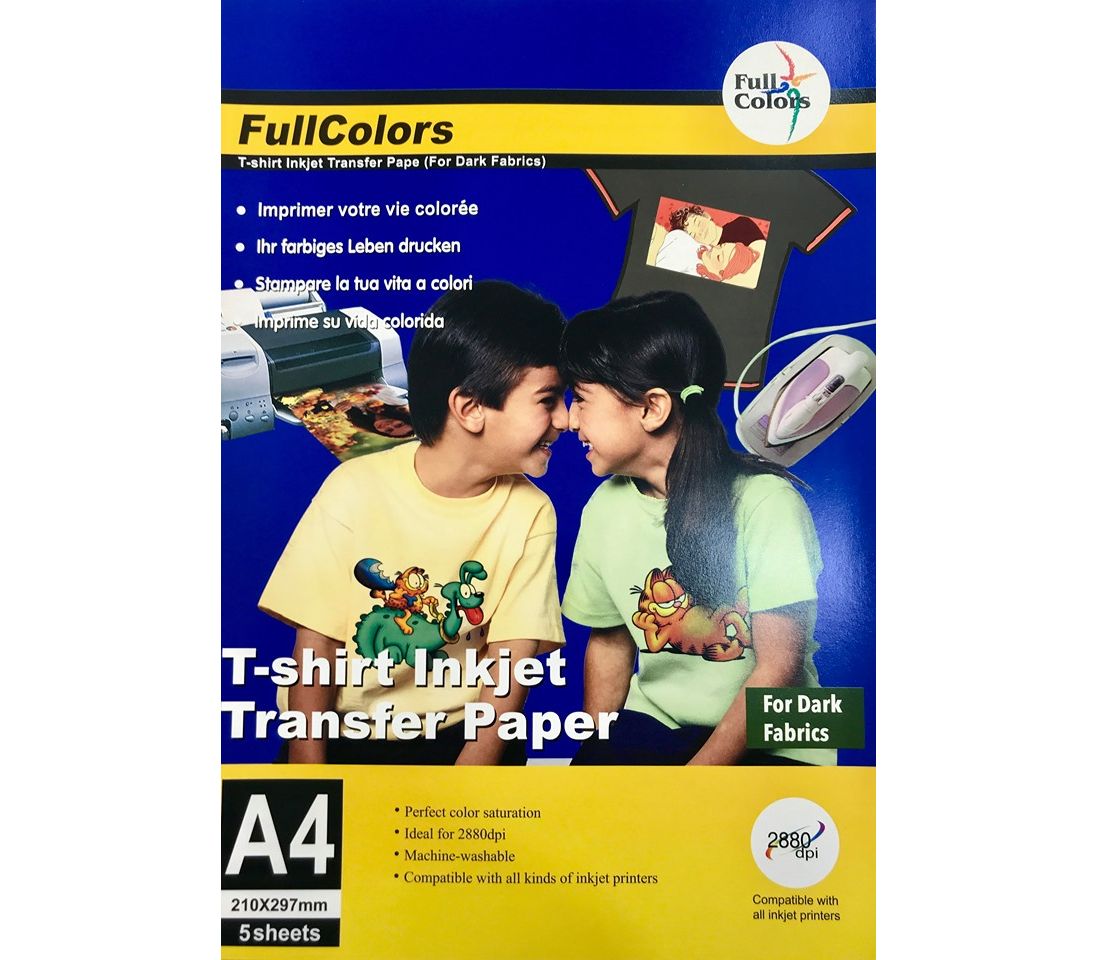 Full
Colors
FullColors
T-shirt Inkjet Transfer Pape (For Dark Fabrics)
• Imprimer votre vie colorée
• Ihr farbiges Leben drucken
• Stampare la tua vita a colori
• Imprime su vida colorida
T-shirt Inkjet
Transfer Paper
For Dark
Fabrics
A4
210X297mm
5 sheets
• Perfect color saturation
• Ideal for 2880dpi
• Machine-washable
• Compatible with all kinds of inkjet printers
2880
dpi
Compatible with
all inkjet printers